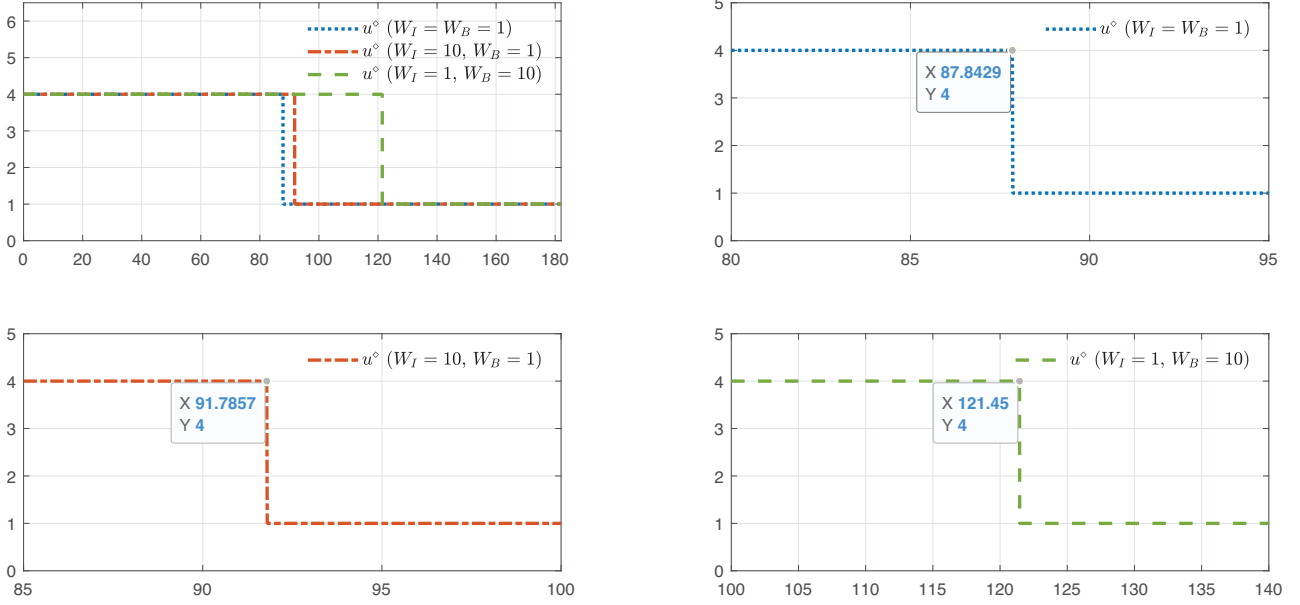 6
5
4
3
2
1
0
0 20 40 60 80 100 120 140 160 180
u⋄ (W_I = W_B = 1)
u⋄ (W_I = 10, W_B = 1)
u⋄ (W_I = 1, W_B = 10)
5
4
3
2
1
0
80 85 90 95
u⋄ (W_I = W_B = 1)
X 87.8429
Y 4
5
4
3
2
1
0
85 90 95 100
u⋄ (W_I = 10, W_B = 1)
X 91.7857
Y 4
5
4
3
2
1
0
100 105 110 115 120 125 130 135 140
u⋄ (W_I = 1, W_B = 10)
X 121.45
Y 4